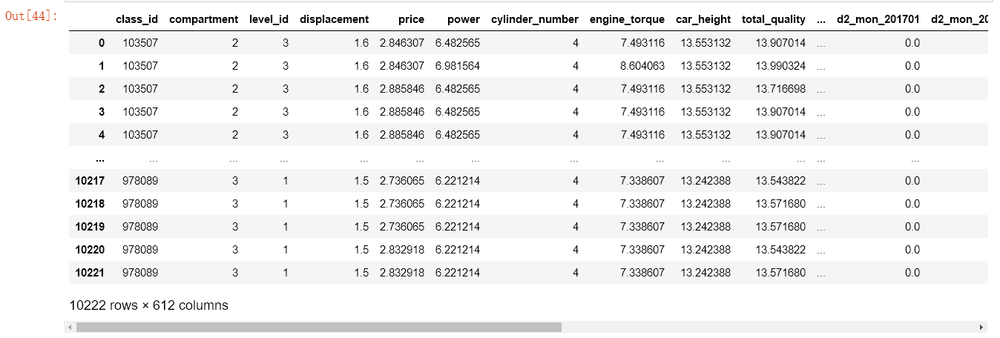 Out[44]:
class_id compartment level_id displacement price power cylinder_number engine_torque car_height total_quality ... d2_mon_201701 d2_mon_20
0 103507 2 3 1.6 2.846307 6.482565 4 7.493116 13.553132 13.907014 ... 0.0
1 103507 2 3 1.6 2.846307 6.981564 4 8.604063 13.553132 13.990324 ... 0.0
2 103507 2 3 1.6 2.885846 6.482565 4 7.493116 13.553132 13.716698 ... 0.0
3 103507 2 3 1.6 2.885846 6.482565 4 7.493116 13.553132 13.907014 ... 0.0
4 103507 2 3 1.6 2.885846 6.482565 4 7.493116 13.553132 13.907014 ... 0.0
... ... ... ... ... ... ... ... ... ... ... ... ...
10217 978089 3 1 1.5 2.736065 6.221214 4 7.338607 13.242388 13.543822 ... 0.0
10218 978089 3 1 1.5 2.736065 6.221214 4 7.338607 13.242388 13.571680 ... 0.0
10219 978089 3 1 1.5 2.736065 6.221214 4 7.338607 13.242388 13.571680 ... 0.0
10220 978089 3 1 1.5 2.832918 6.221214 4 7.338607 13.242388 13.543822 ... 0.0
10221 978089 3 1 1.5 2.832918 6.221214 4 7.338607 13.242388 13.571680 ... 0.0
10222 rows × 612 columns